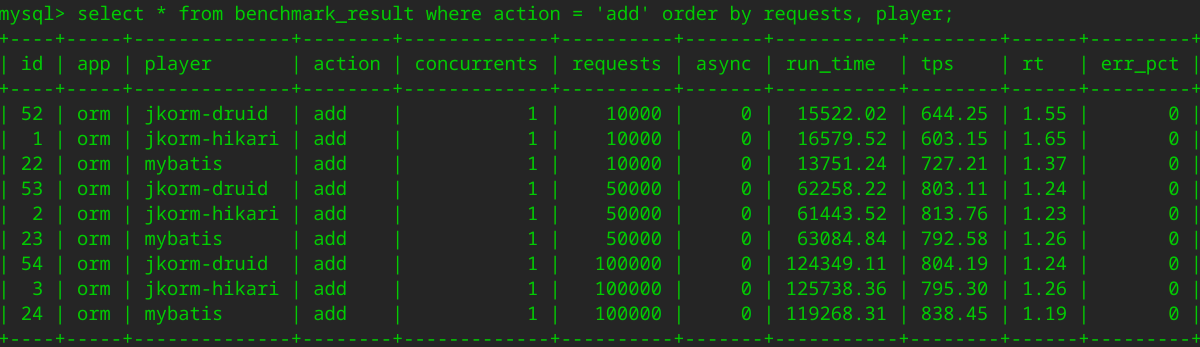 mysql> select * from benchmark_result where action = 'add' order by requests, player;
+----+-----+--------------+--------+-------------+----------+-------+-----------+--------+------+---------+
| id | app | player       | action | concurrents | requests | async | run_time  | tps    | rt   | err_pct |
+----+-----+--------------+--------+-------------+----------+-------+-----------+--------+------+---------+
| 52 | orm | jkorm-druid  | add    |           1 |    10000 |     0 |  15522.02 | 644.25 | 1.55 |       0 |
|  1 | orm | jkorm-hikari | add    |           1 |    10000 |     0 |  16579.52 | 603.15 | 1.65 |       0 |
| 22 | orm | mybatis      | add    |           1 |    10000 |     0 |  13751.24 | 727.21 | 1.37 |       0 |
| 53 | orm | jkorm-druid  | add    |           1 |    50000 |     0 |  62258.22 | 803.11 | 1.24 |       0 |
|  2 | orm | jkorm-hikari | add    |           1 |    50000 |     0 |  61443.52 | 813.76 | 1.23 |       0 |
| 23 | orm | mybatis      | add    |           1 |    50000 |     0 |  63084.84 | 792.58 | 1.26 |       0 |
| 54 | orm | jkorm-druid  | add    |           1 |   100000 |     0 | 124349.11 | 804.19 | 1.24 |       0 |
|  3 | orm | jkorm-hikari | add    |           1 |   100000 |     0 | 125738.36 | 795.30 | 1.26 |       0 |
| 24 | orm | mybatis      | add    |           1 |   100000 |     0 | 119268.31 | 838.45 | 1.19 |       0 |
+----+-----+--------------+--------+-------------+----------+-------+-----------+--------+------+---------+